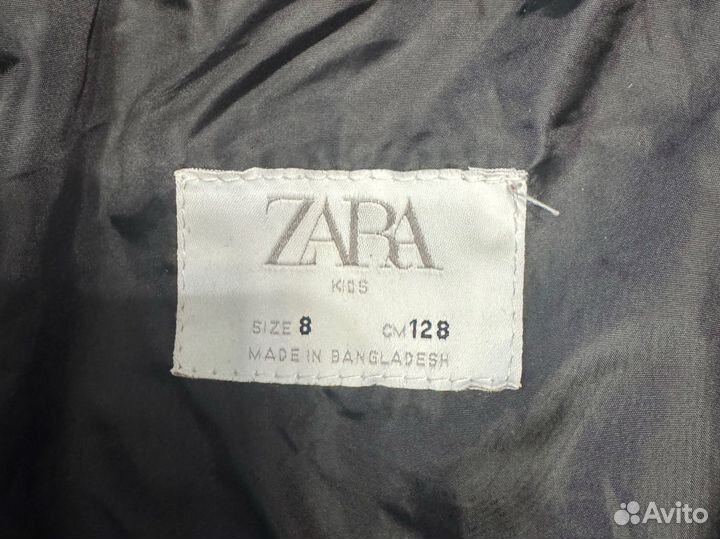 ZARA
KIDS
SIZE 8 CM 128
MADE IN BANGLADESH
Avito